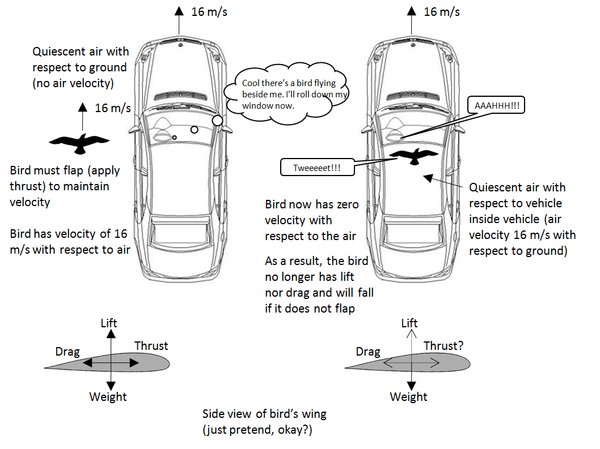 16 m/s
16 m/s
Quiescent air with
respect to ground
(no air velocity)
Cool there's a bird flying
beside me. I'll roll down my
window now.
16 m/s
AAAHHH!!!
Bird must flap (apply
thrust) to maintain
velocity
Tweeeeet!!!
Bird has velocity of 16
m/s with respect to air
Bird now has zero
velocity with
respect to the air
As a result, the bird
no longer has lift
nor drag and will fall
if it does not flap
Quiescent air with
respect to vehicle
inside vehicle (air
velocity 16 m/s with
respect to ground)
Lift
Drag
Thrust
Weight
Lift
Drag
Thrust?
Weight
Side view of bird's wing
(just pretend, okay?)